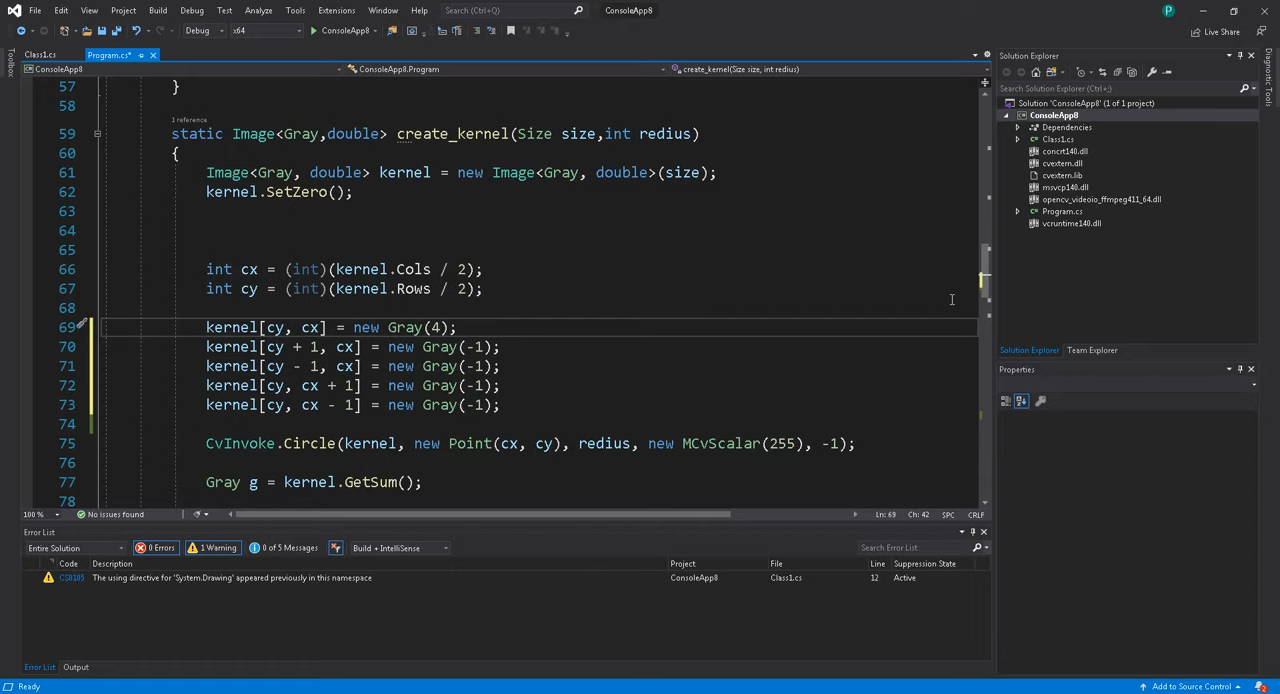 File Edit View Project Build Debug Test Analyze Tools Extensions Window Help Search (Ctrl+Q) ConsoleApp8 P
Debug x64 ConsoleApp8 Live Share
Toolbox
Class1.cs Program.cs*
ConsoleApp8 ConsoleApp8.Program create_kernel(Size size, int redius)
57 }
58
1 reference
59 static Image<Gray,double> create_kernel(Size size,int redius)
60 {
61 Image<Gray, double> kernel = new Image<Gray, double>(size);
62 kernel.SetZero();
63
64
65
66 int cx = (int)(kernel.Cols / 2);
67 int cy = (int)(kernel.Rows / 2);
68
69 kernel[cy, cx] = new Gray(4);
70 kernel[cy + 1, cx] = new Gray(-1);
71 kernel[cy - 1, cx] = new Gray(-1);
72 kernel[cy, cx + 1] = new Gray(-1);
73 kernel[cy, cx - 1] = new Gray(-1);
74
75 CvInvoke.Circle(kernel, new Point(cx, cy), redius, new MCvScalar(255), -1);
76
77 Gray g = kernel.GetSum();
78
100 % No issues found Ln: 69 Ch: 42 SPC CRLF
Error List
Entire Solution 0 Errors 1 Warning 0 of 5 Messages Build + IntelliSense Search Error List
Code Description Project File Line Suppression State
CS0105 The using directive for 'System.Drawing' appeared previously in this namespace ConsoleApp8 Class1.cs 12 Active
Error List Output
Solution Explorer
Search Solution Explorer (Ctrl+;)
Solution 'ConsoleApp8' (1 of 1 project)
ConsoleApp8
Dependencies
Class1.cs
concrt140.dll
cvextern.dll
cvextern.lib
msvcp140.dll
opencv_videoio_ffmpeg411_64.dll
Program.cs
vcruntime140.dll
Solution Explorer Team Explorer
Properties
Diagnostic Tools
Ready Add to Source Control 2